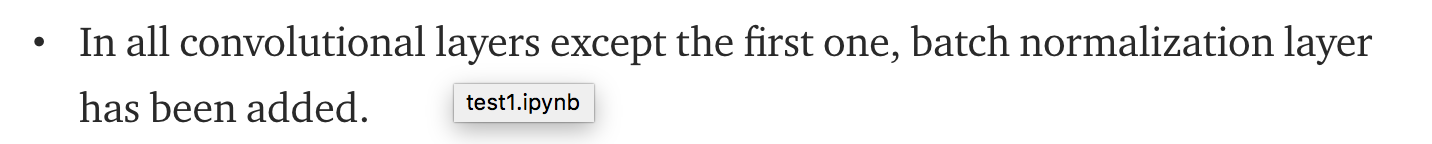 • In all convolutional layers except the first one, batch normalization layer
has been added.
test1.ipynb